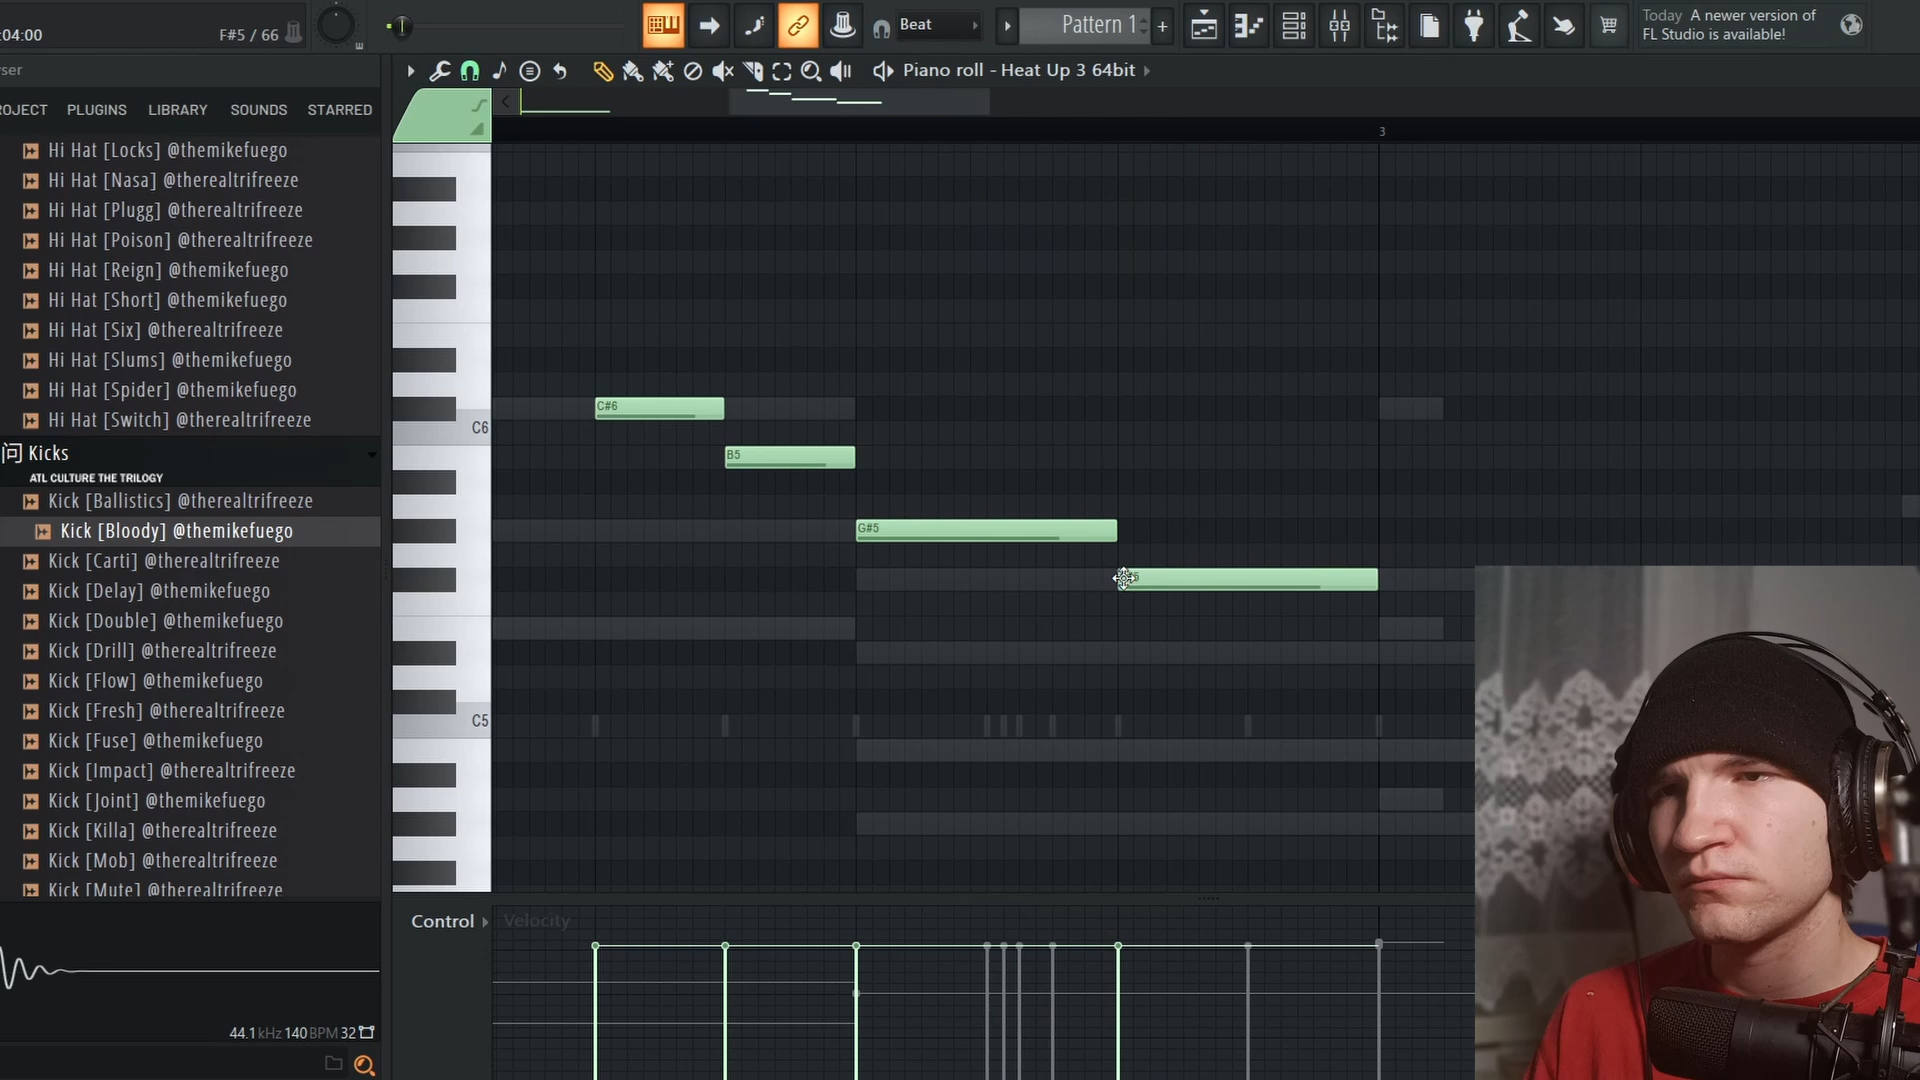 :04:00
F#5 / 66
Beat
Pattern 1
Today A newer version of
FL Studio is available!
ser
Piano roll - Heat Up 3 64bit
ROJECT PLUGINS LIBRARY SOUNDS STARRED
3
Hi Hat [Locks] @themikefuego
Hi Hat [Nasa] @therealtrifreeze
Hi Hat [Plugg] @therealtrifreeze
Hi Hat [Poison] @therealtrifreeze
Hi Hat [Reign] @themikefuego
Hi Hat [Short] @themikefuego
Hi Hat [Six] @therealtrifreeze
Hi Hat [Slums] @themikefuego
Hi Hat [Spider] @themikefuego
Hi Hat [Switch] @therealtrifreeze
Kicks
ATL CULTURE THE TRILOGY
Kick [Ballistics] @therealtrifreeze
Kick [Bloody] @themikefuego
Kick [Carti] @therealtrifreeze
Kick [Delay] @themikefuego
Kick [Double] @themikefuego
Kick [Drill] @therealtrifreeze
Kick [Flow] @themikefuego
Kick [Fresh] @therealtrifreeze
Kick [Fuse] @themikefuego
Kick [Impact] @therealtrifreeze
Kick [Joint] @themikefuego
Kick [Killa] @therealtrifreeze
Kick [Mob] @therealtrifreeze
Kick [Mute] @therealtrifreeze
44.1kHz 140 BPM 32
C#6
C6
B5
G#5
C5
Control
Velocity